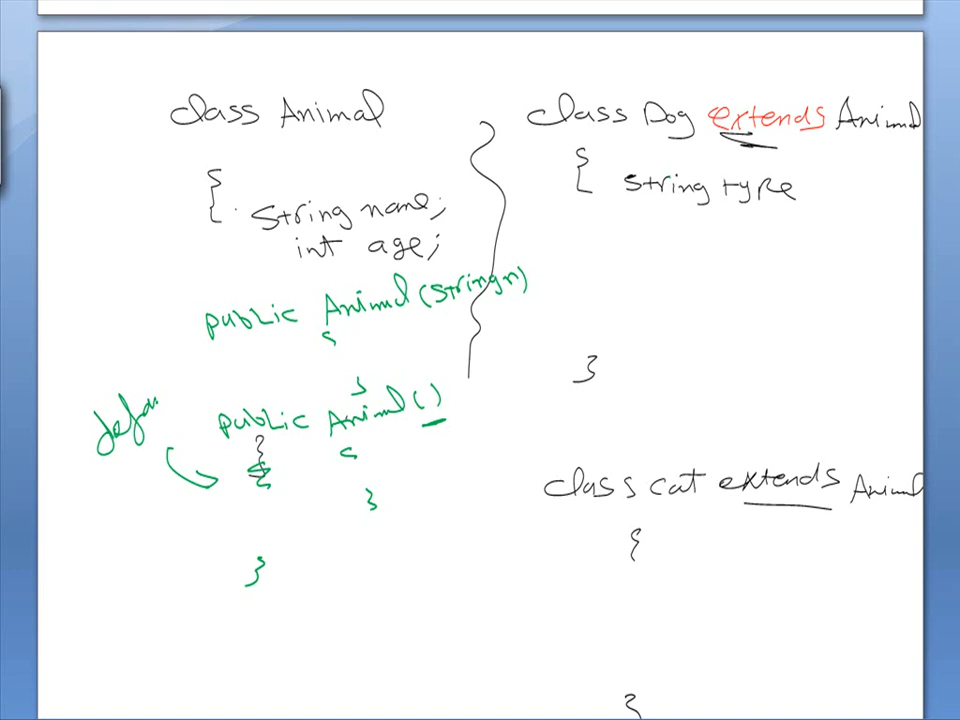 class Animal
{
String name;
int age;
public Animal(String n)
{
}
public Animal()
{
}
}
class Dog extends Animal
{ string type
}
class cat extends Animal
{
}